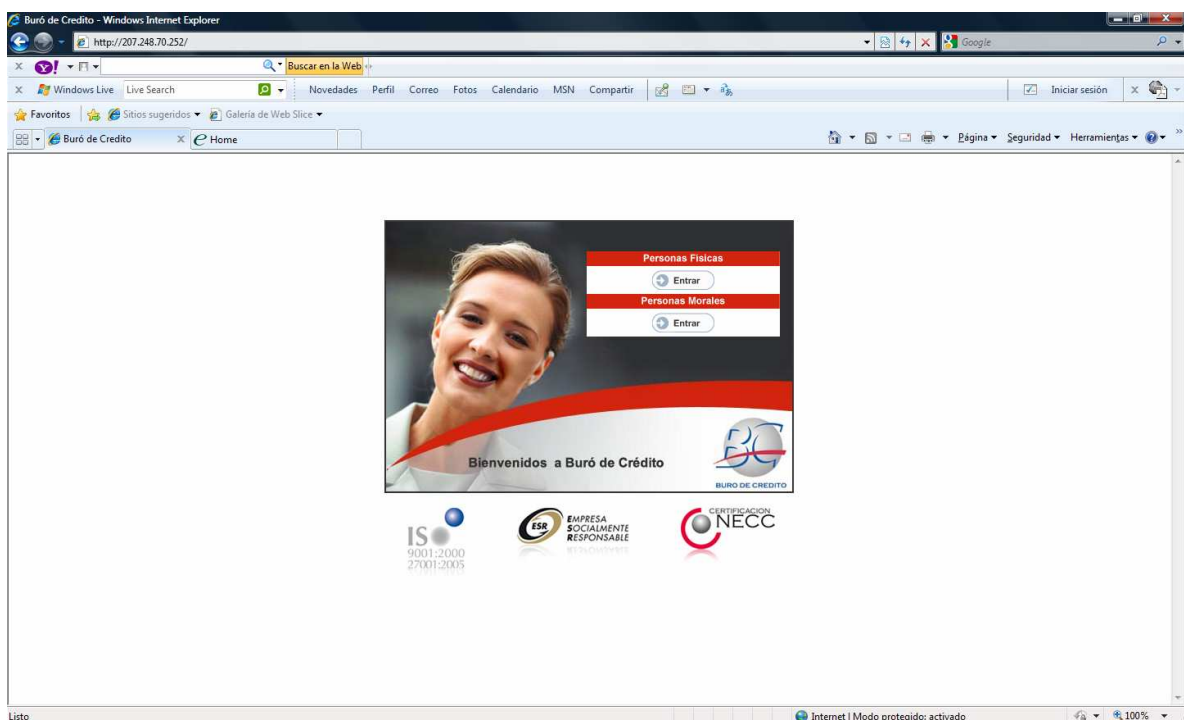 Buró de Credito - Windows Internet Explorer
http://207.248.70.252/
Google
Y!
Buscar en la Web
Windows Live
Live Search
Novedades Perfil Correo Fotos Calendario MSN Compartir
Iniciar sesión
Favoritos
Sitios sugeridos
Galería de Web Slice
Buró de Credito
Home
Página
Seguridad
Herramientas
Personas Físicas
Entrar
Personas Morales
Entrar
Bienvenidos a Buró de Crédito
BC
BURO DE CREDITO
ISO
9001:2000
27001:2005
ESR
EMPRESA
SOCIALMENTE
RESPONSABLE
CERTIFICACION
NECC
Listo
Internet | Modo protegido: activado
100%